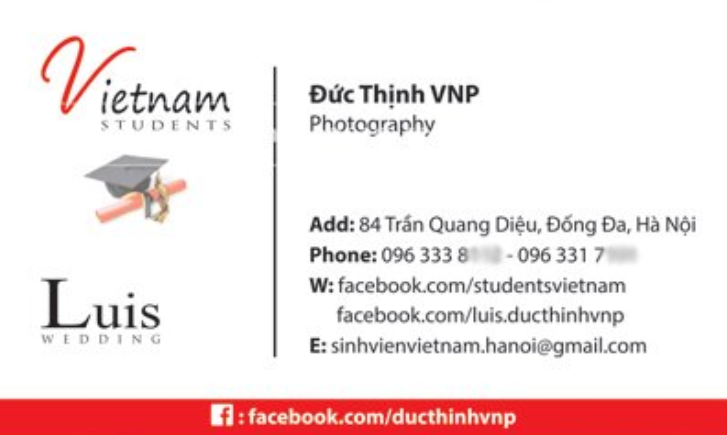 Vietnam
STUDENTS
Luis
WEDDING
Đức Thịnh VNP
Photography
Add: 84 Trần Quang Diệu, Đống Đa, Hà Nội
Phone: 096 333 8 - 096 331 7
W: facebook.com/studentsvietnam
facebook.com/luis.ducthinhvnp
E: sinhvienvietnam.hanoi@gmail.com
f : facebook.com/ducthinhvnp